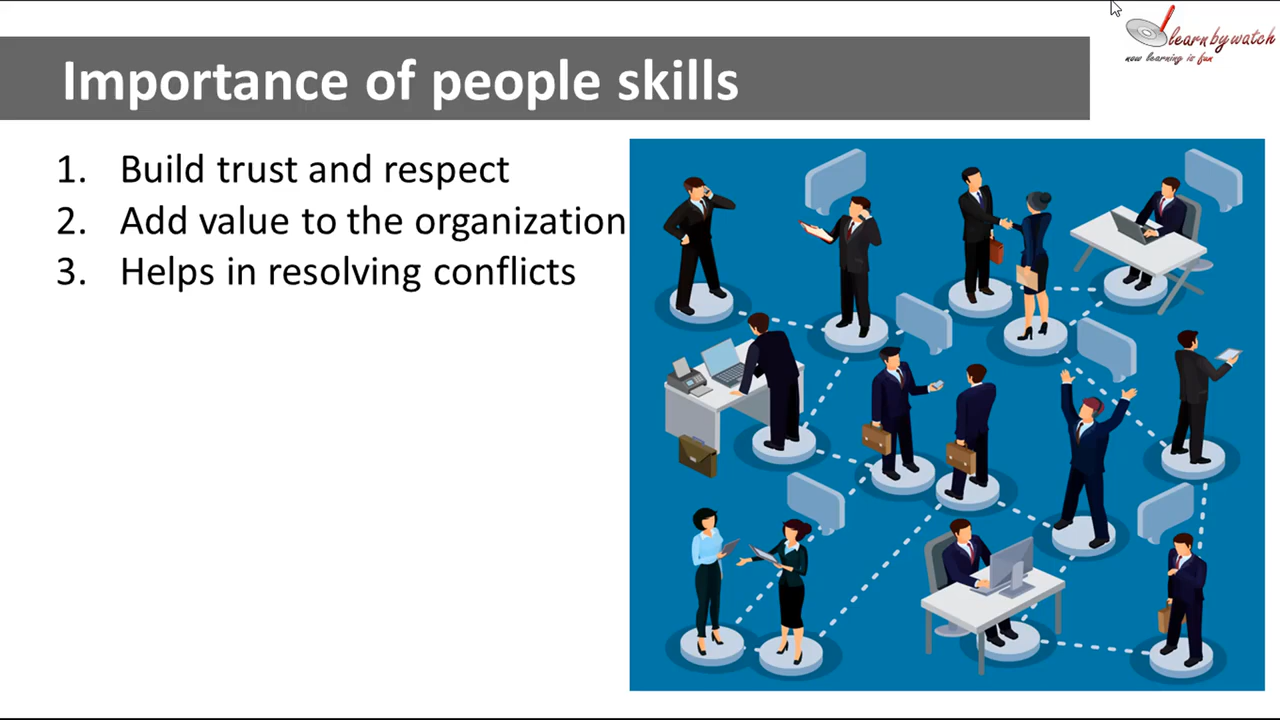 learnbywatch
now learning is fun
Importance of people skills
1. Build trust and respect
2. Add value to the organization
3. Helps in resolving conflicts